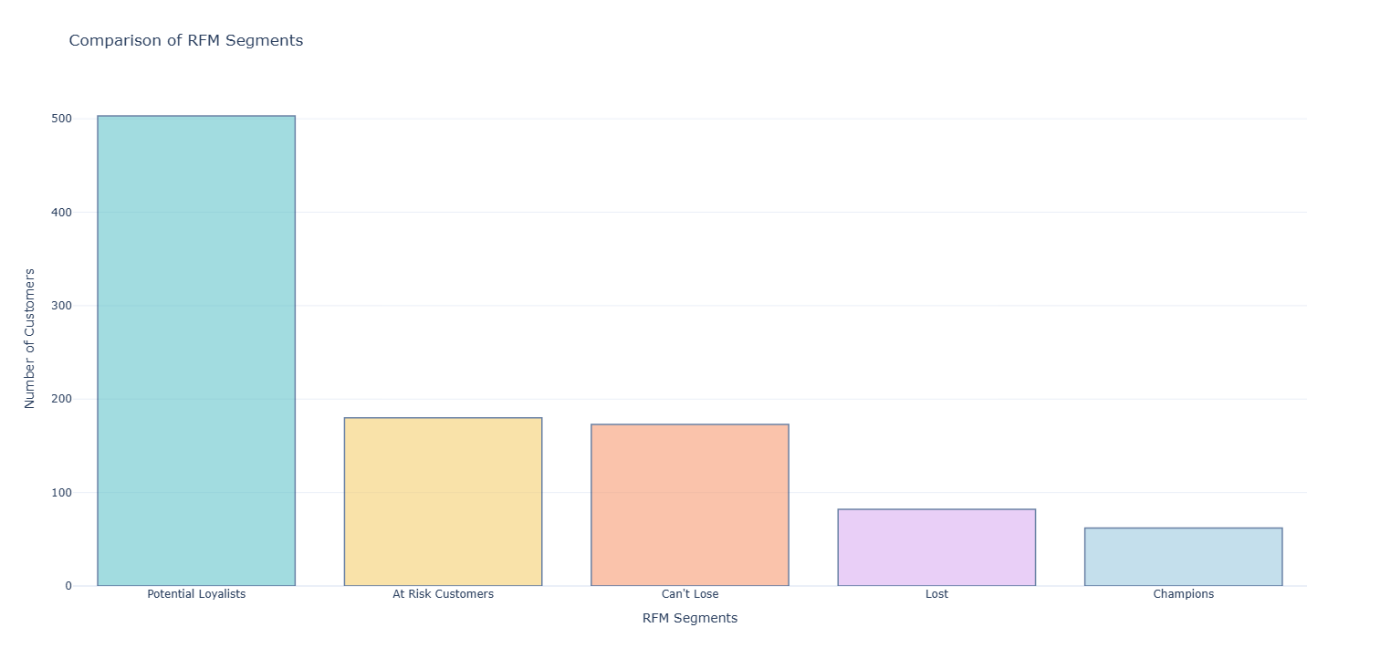 Comparison of RFM Segments
500
400
300
200
100
0
Number of Customers
Potential Loyalists
At Risk Customers
Can't Lose
Lost
Champions
RFM Segments